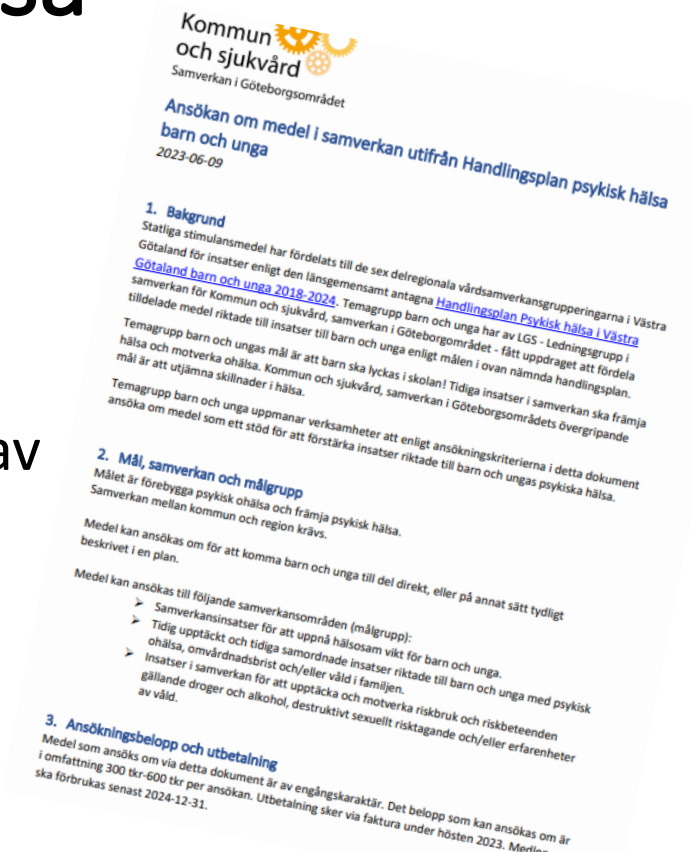 Kommun
och sjukvård
Samverkan i Göteborgsområdet
Ansökan om medel i samverkan utifrån Handlingsplan psykisk hälsa
barn och unga
2023-06-09
1. Bakgrund
Statliga stimulansmedel har fördelats till de sex delregionala vårdsamverkansgrupperingarna i Västra
Götaland för insatser enligt den länsgemensamt antagna Handlingsplan Psykisk hälsa i Västra
Götaland barn och unga 2018-2024. Temagrupp barn och unga har av LGS - Ledningsgrupp i
samverkan för Kommun och sjukvård, samverkan i Göteborgområdet - fått uppdraget att fördela
tilldelade medel riktade till insatser till barn och unga enligt målen i ovan nämnda handlingsplan.
Temagrupp barn och ungas mål är att barn ska lyckas i skolan! Tidiga insatser i samverkan ska främja
hälsa och motverka ohälsa. Kommun och sjukvård, samverkan i Göteborgsområdets övergripande
mål är att utjämna skillnader i hälsa.
Temagrupp barn och unga uppmanar verksamheter att enligt ansökningskriterierna i detta dokument
ansöka om medel som ett stöd för att förstärka insatser riktade till barn och ungas psykiska hälsa.
av
2. Mål, samverkan och målgrupp
Målet är förebygga psykisk ohälsa och främja psykisk hälsa.
Samverkan mellan kommun och region krävs.
Medel kan ansökas om för att komma barn och unga till del direkt, eller på annat sätt tydligt
beskrivet i en plan.
Medel kan ansökas till följande samverkansområden (målgrupp):
➢ Samverkansinsatser för att uppnå hälsosam vikt för barn och unga.
➢ Tidig upptäckt och tidiga samordnade insatser riktade till barn och unga med psykisk
ohälsa, omvårdnadsbrist och/eller våld i familjen.
➢ Insatser i samverkan för att upptäcka och motverka riskbruk och riskbeteenden
gällande droger och alkohol, destruktivt sexuellt risktagande och/eller erfarenheter
av våld.
3. Ansökningsbelopp och utbetalning
Medel som ansöks om via detta dokument är av engångskaraktär. Det belopp som kan ansökas om är
i omfattning 300 tkr-600 tkr per ansökan. Utbetalning sker via faktura under hösten 2023.
ska förbrukas senast 2024-12-31.